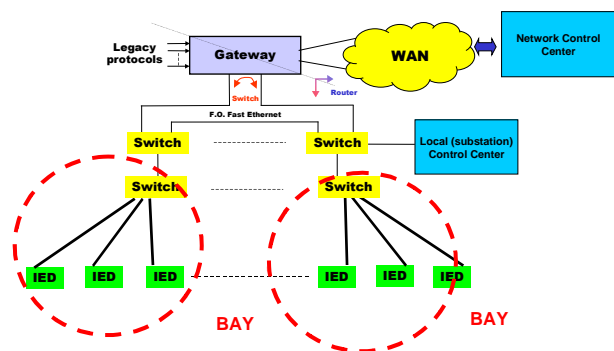 Legacy
protocols
Gateway
WAN
Network Control
Center
Switch
Router
F.O. Fast Ethernet
Switch
Switch
Local (substation)
Control Center
Switch
Switch
IED
IED
IED
IED
IED
IED
BAY
BAY